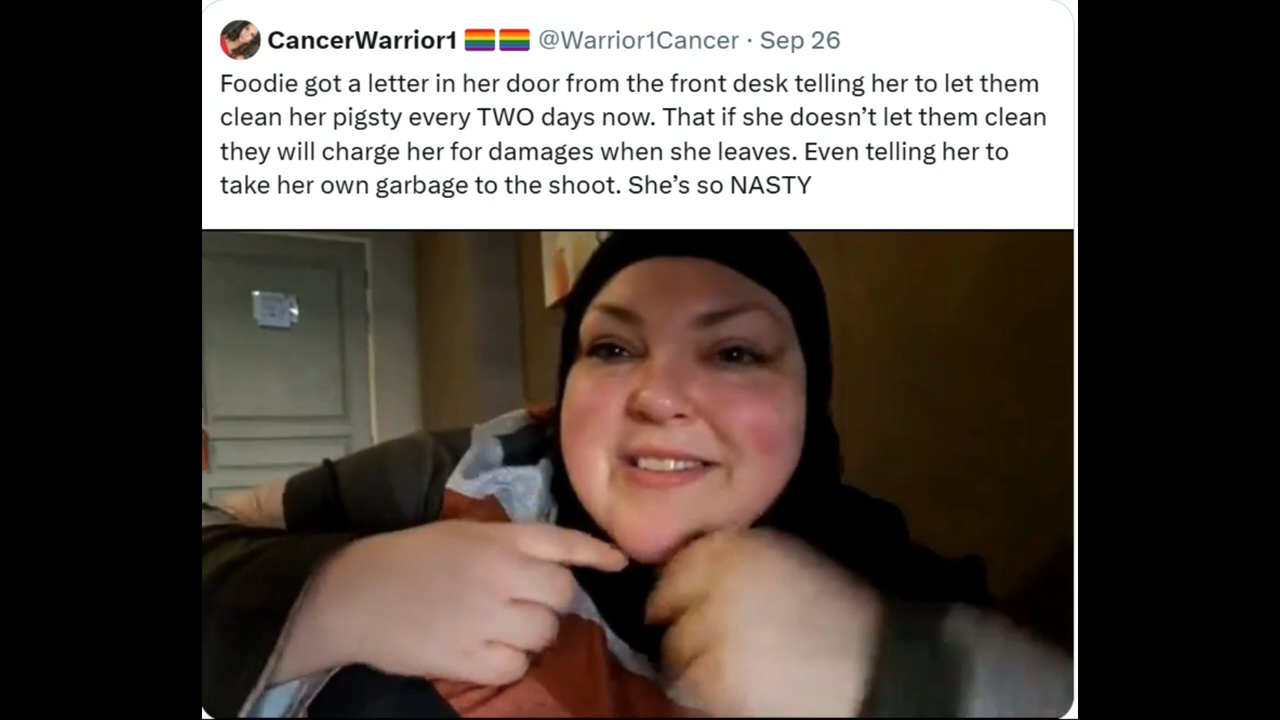 CancerWarrior1 🏳️‍🌈🏳️‍🌈 @Warrior1Cancer · Sep 26
Foodie got a letter in her door from the front desk telling her to let them
clean her pigsty every TWO days now. That if she doesn’t let them clean
they will charge her for damages when she leaves. Even telling her to
take her own garbage to the shoot. She’s so NASTY